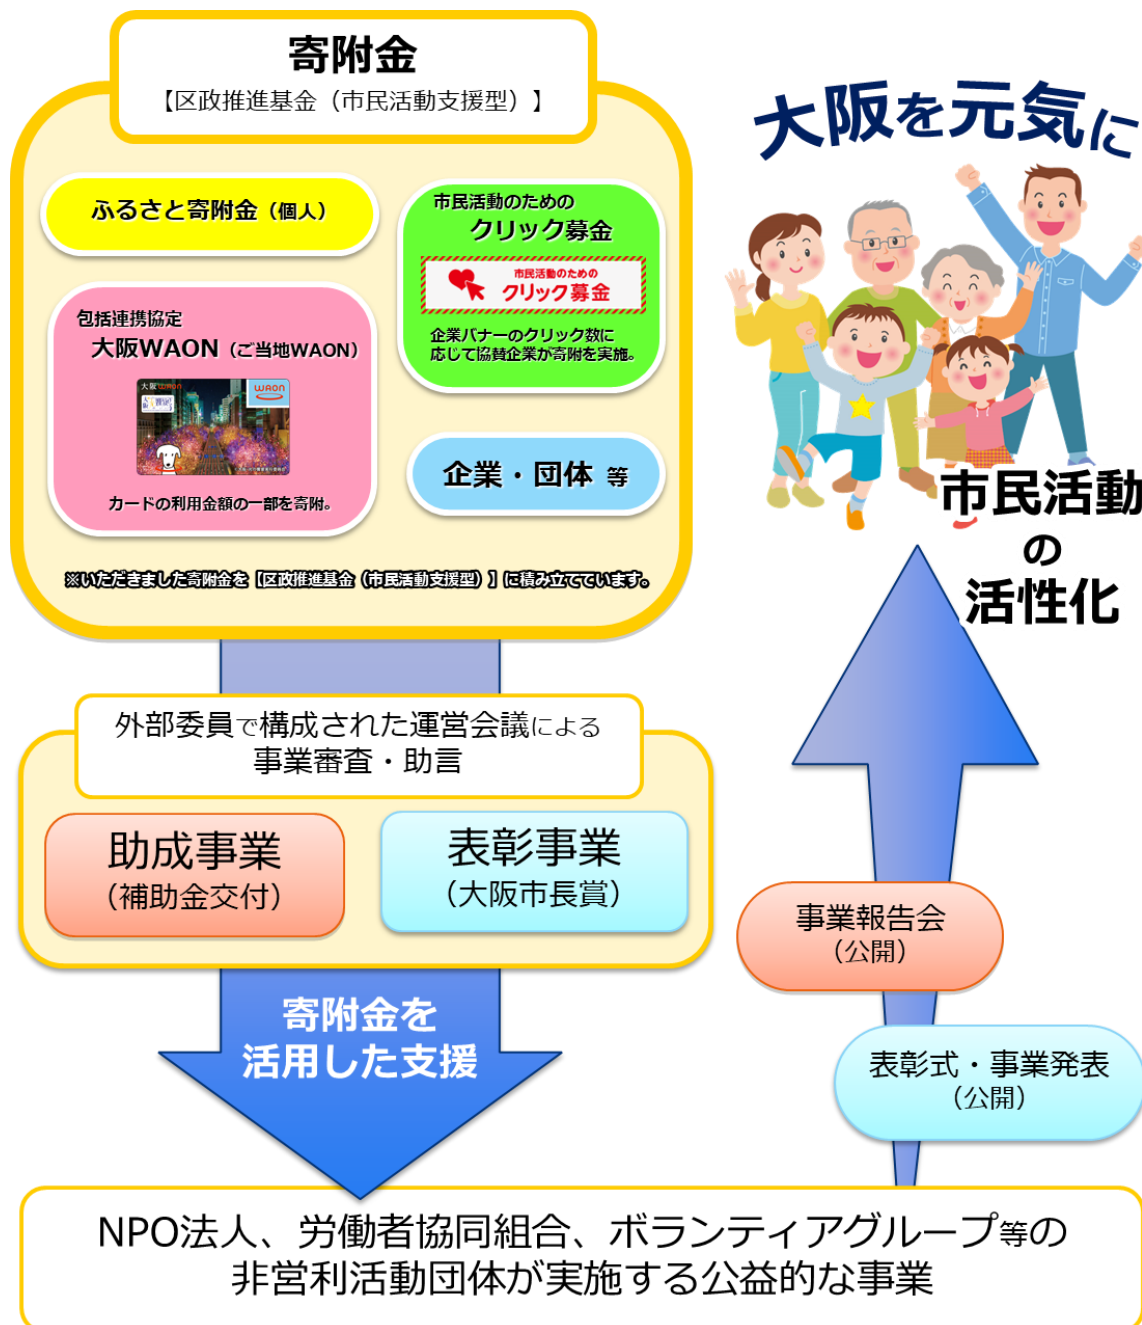 寄附金
【区政推進基金（市民活動支援型）】
ふるさと寄附金（個人）
市民活動のための
クリック募金
市民活動のための
クリック募金
企業バナーのクリック数に
応じて協賛企業が寄附を実施。
包括連携協定
大阪WAON（ご当地WAON）
大阪WAON
WAON
カードの利用金額の一部を寄附。
企業・団体 等
※いただきました寄附金を【区政推進基金（市民活動支援型）】に積み立てています。
大阪を元気に
市民活動
の
活性化
外部委員で構成された運営会議による
事業審査・助言
助成事業
（補助金交付）
表彰事業
（大阪市長賞）
寄附金を
活用した支援
事業報告会
（公開）
表彰式・事業発表
（公開）
NPO法人、労働者協同組合、ボランティアグループ等の
非営利活動団体が実施する公益的な事業